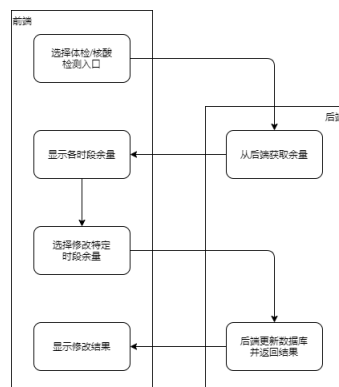 前端
选择体检/核酸
检测入口
后端
显示各时段余量
从后端获取余量
选择修改特定
时段余量
显示修改结果
后端更新数据库
并返回结果